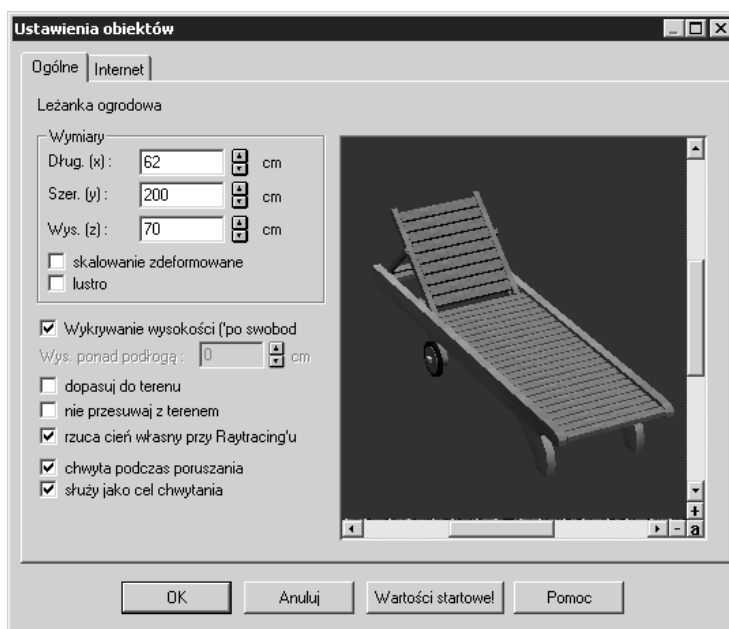 Ustawienia obiektów
Ogólne Internet
Leżanka ogrodowa
Wymiary
Dług. (x) : 62 cm
Szer. (y) : 200 cm
Wys. (z) : 70 cm
skalowanie zdeformowane
lustro
Wykrywanie wysokości ('po swobod
Wys. ponad podłogą : 0 cm
dopasuj do terenu
nie przesuwaj z terenem
rzuca cień własny przy Raytracing'u
chwyta podczas poruszania
służy jako cel chwytania
+
- a
OK Anuluj Wartości startowe! Pomoc